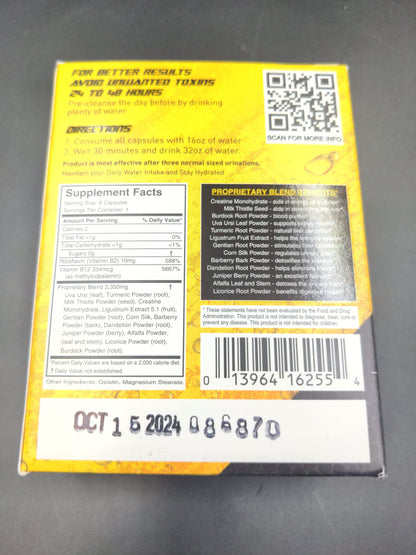 FOR BETTER RESULTS
AVOID UNWANTED TOXINS
24 TO 48 HOURS
Pre-cleanse the day before by drinking
plenty of water.
SCAN FOR MORE INFO
DIRECTIONS
1. Consume all capsules with 16oz of water
2. Wait 30 minutes and drink 32oz of water.
Product is most effective after three normal sized urinations.
Maintain your Daily Water Intake and Stay Hydrated
Supplement Facts
Serving Size: 6 Capsules
Servings Per Container: 1
Amount Per Serving % Daily Value*
Calories 2
Total Fat <1g 0%
Total Carbohydrate <1g <1%
Sugars 0g †
Riboflavin (Vitamin B2) 10mg 588%
Vitamin B12 334mcg 5667%
(as methylcobalamin)
Proprietary Blend 3,350mg †
Uva Ursi (leaf), Turmeric Powder (root),
Milk Thistle Powder (seed), Creatine
Monohydrate, Ligustrum Extract 5:1 (fruit),
Gentian Powder (root), Corn Silk, Barberry
Powder (bark), Dandelion Powder (root),
Juniper Powder (berry), Alfalfa Powder,
(leaf and stem), Licorice Powder (root),
Burdock Powder (root)
*Percent Daily Values are based on a 2,000 calorie diet.
† Daily Value not established.
Other Ingredients: Gelatin, Magnesium Stearate.
PROPRIETARY BLEND BENEFITS*
Creatine Monohydrate - aids in energy
Milk Thistle Seed - aids in
Burdock Root Powder - blood purifier
Uva Ursi Leaf Powder - supports
Turmeric Root Powder - natural liver
Ligustrum Fruit Extract - helps the immune
Gentian Root Powder - stimulates
Corn Silk Powder - regulates
Barberry Bark Powder - detoxifies
Dandelion Root Powder - helps eliminate
Juniper Berry Powder - an excellent
Alfalfa Leaf and Stem - detoxifies the urinary
Licorice Root Powder - benefits
* These statements have not been evaluated by the Food and Drug
Administration. This product is not intended to diagnose, treat, cure or
prevent any disease. This product is not intended for children.
0 13964 16255 4
OCT 15 2024 086870